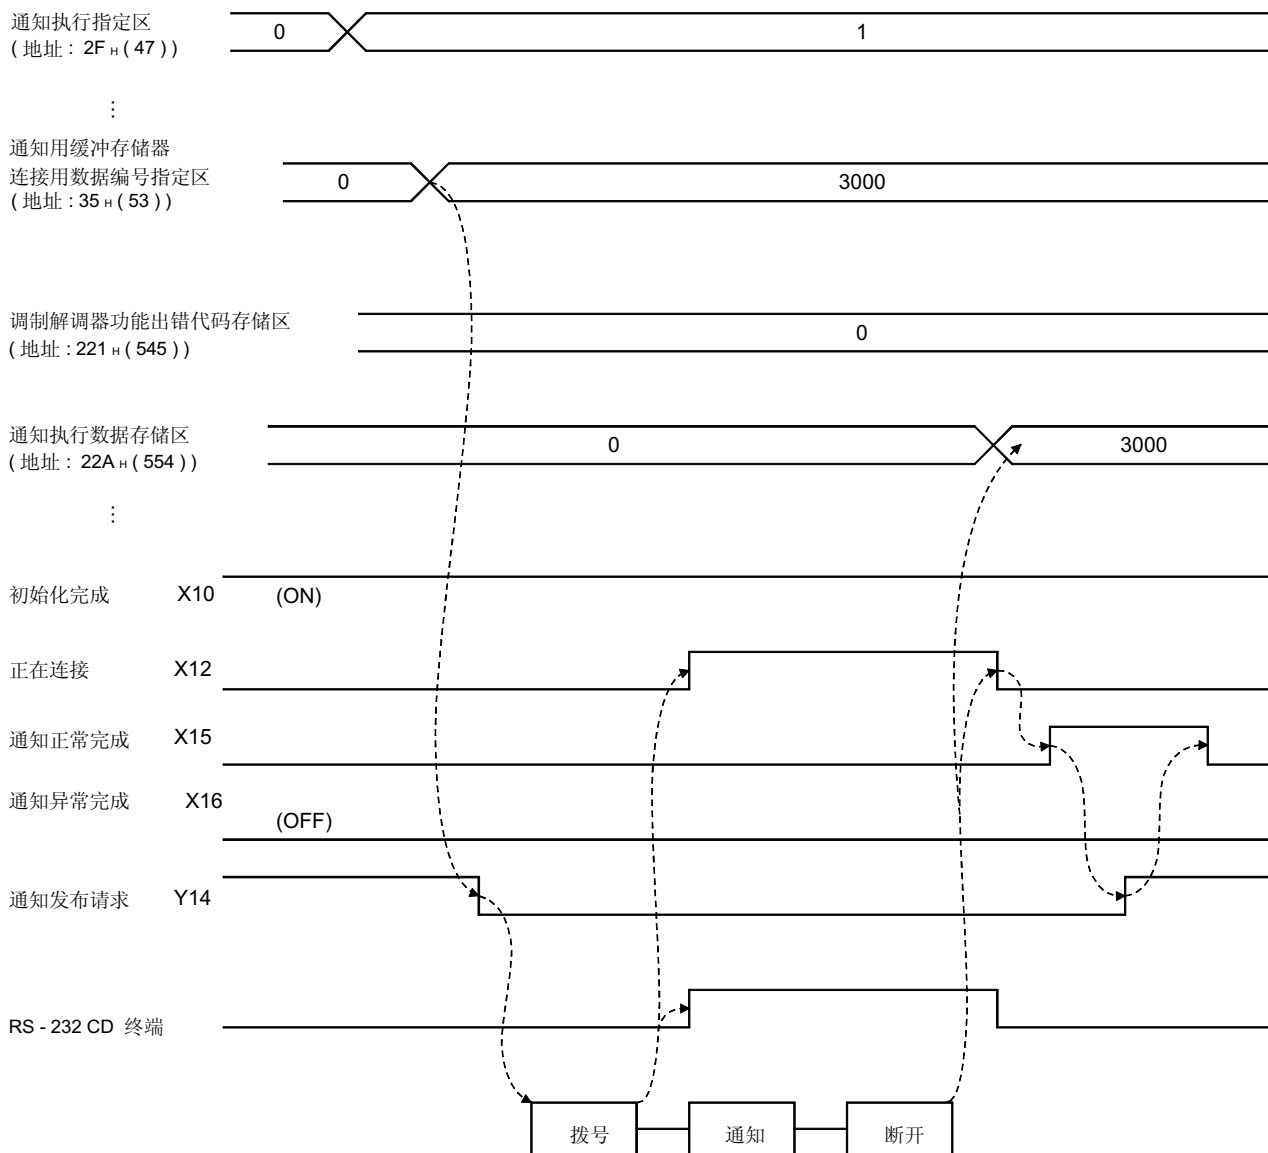 通知执行指定区
( 地址 : 2F H ( 47 ) )
0
1
⋮
通知用缓冲存储器
连接用数据编号指定区
( 地址 : 35 H ( 53 ) )
0
3000
调制解调器功能出错代码存储区
( 地址 : 221 H ( 545 ) )
0
通知执行数据存储区
( 地址 : 22A H ( 554 ) )
0
3000
⋮
初始化完成 X10 (ON)
正在连接 X12
通知正常完成 X15
通知异常完成 X16
(OFF)
通知发布请求 Y14
RS - 232 CD 终端
拨号
通知
断开